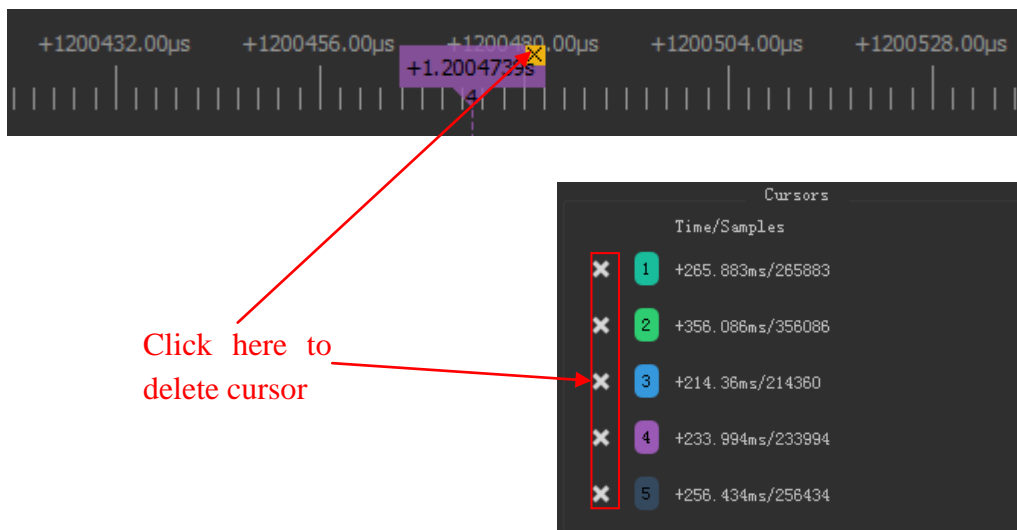 +1200432.00µs +1200456.00µs +1200480.00µs +1200504.00µs +1200528.00µs
+1.2004739s
4
Cursors
Time/Samples
1 +265.883ms/265883
2 +356.086ms/356086
3 +214.36ms/214360
4 +233.994ms/233994
5 +256.434ms/256434
Click here to
delete cursor